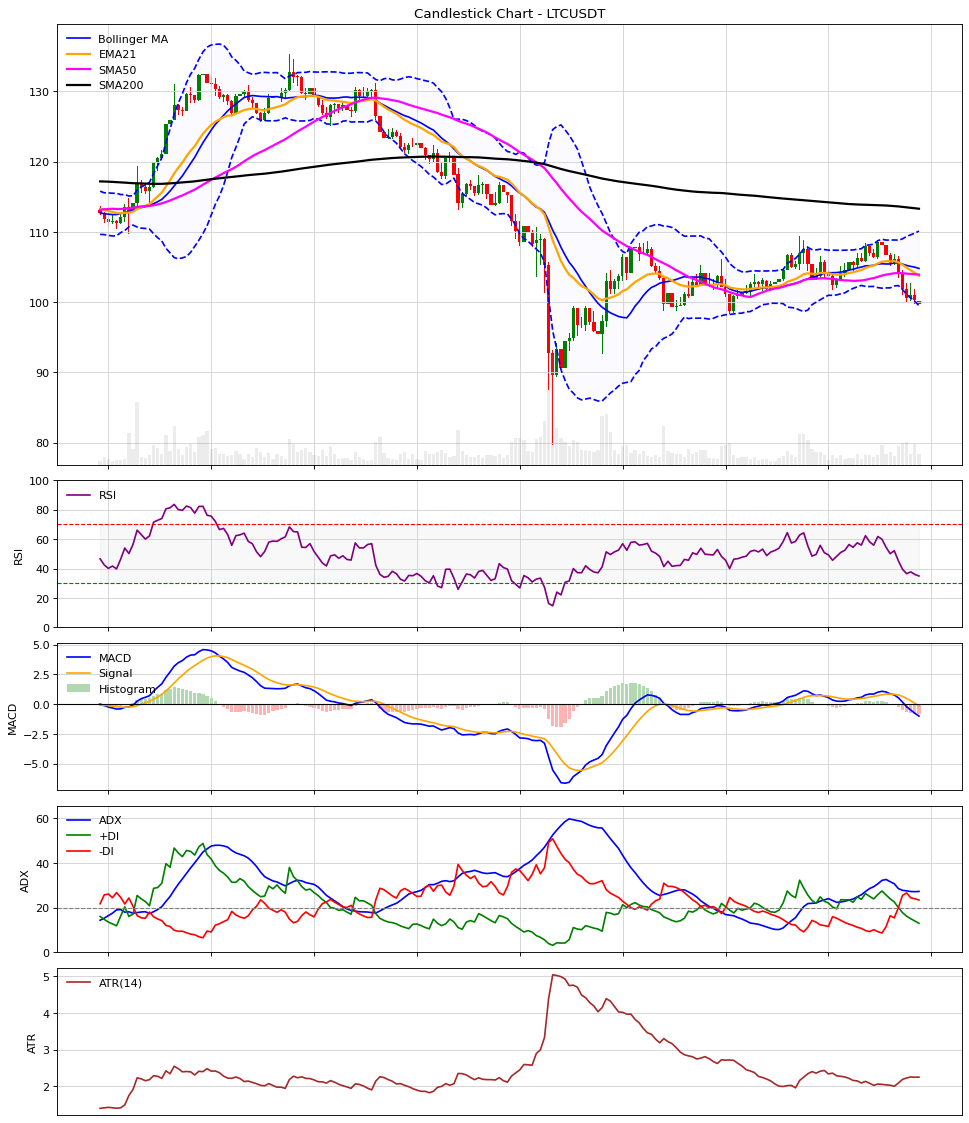 Candlestick Chart - LTCUSDT
Bollinger MA
EMA21
SMA50
SMA200
130
120
110
100
90
80
RSI
RSI
100
80
60
40
20
0
MACD
MACD
Signal
Histogram
5.0
2.5
0.0
−2.5
−5.0
ADX
ADX
+DI
-DI
60
40
20
0
ATR
ATR(14)
5
4
3
2